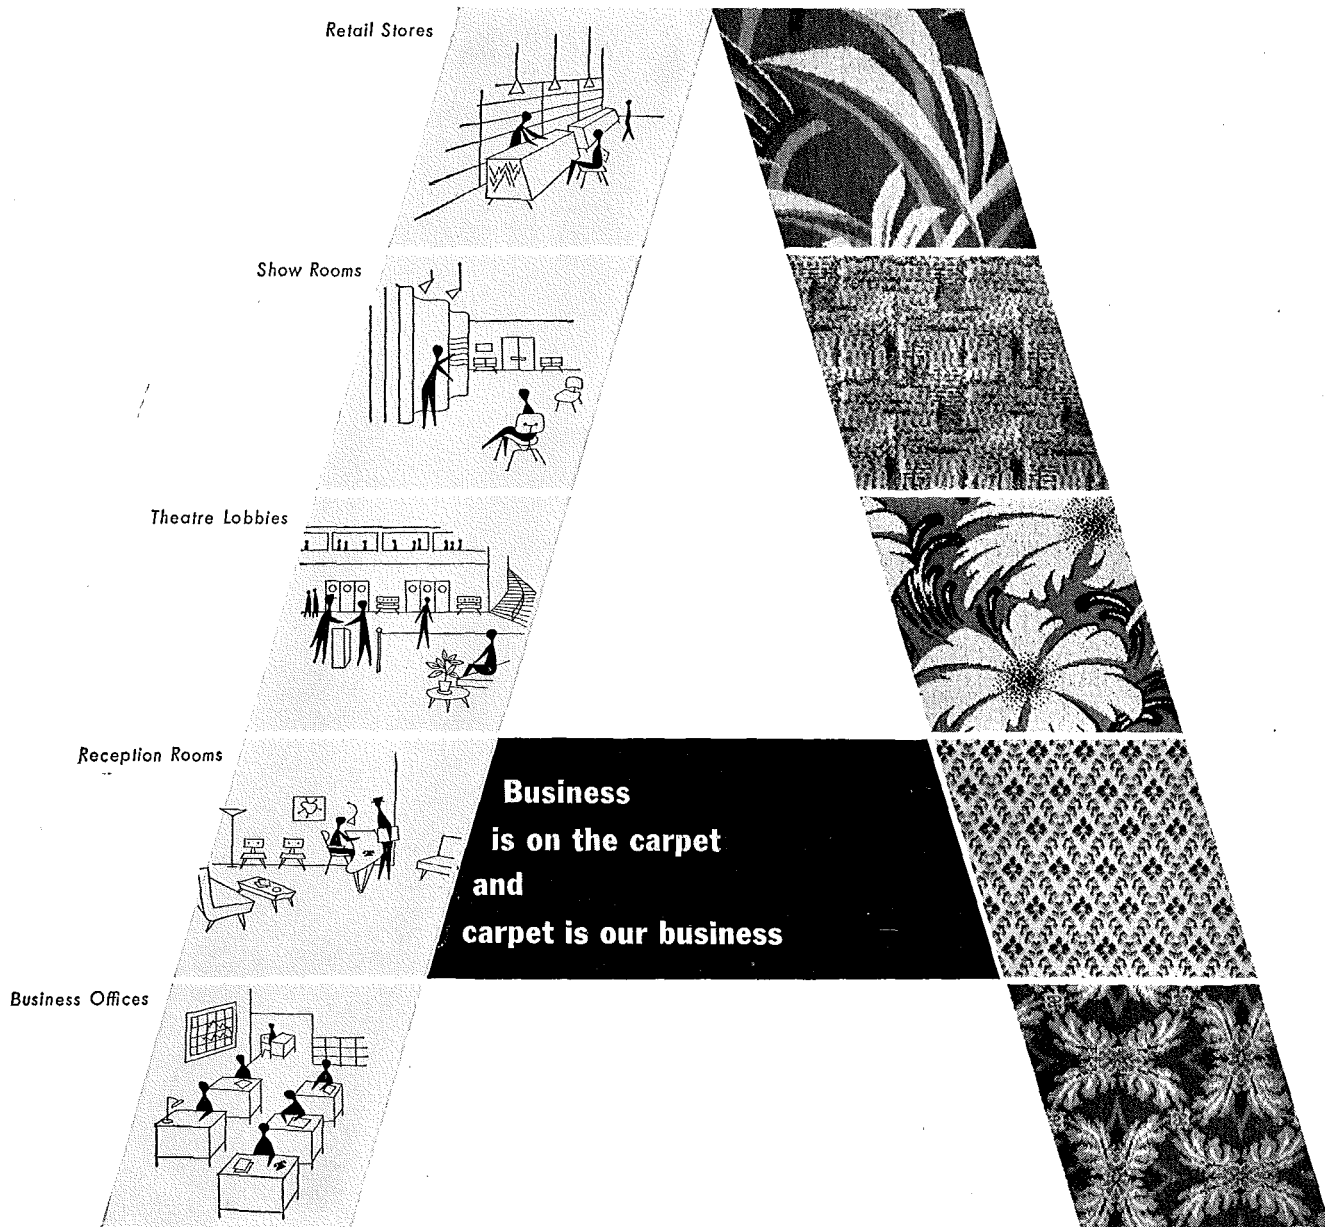 Retail Stores
Show Rooms
Theatre Lobbies
Reception Rooms
Business
is on the carpet
and
carpet is our business
Business Offices